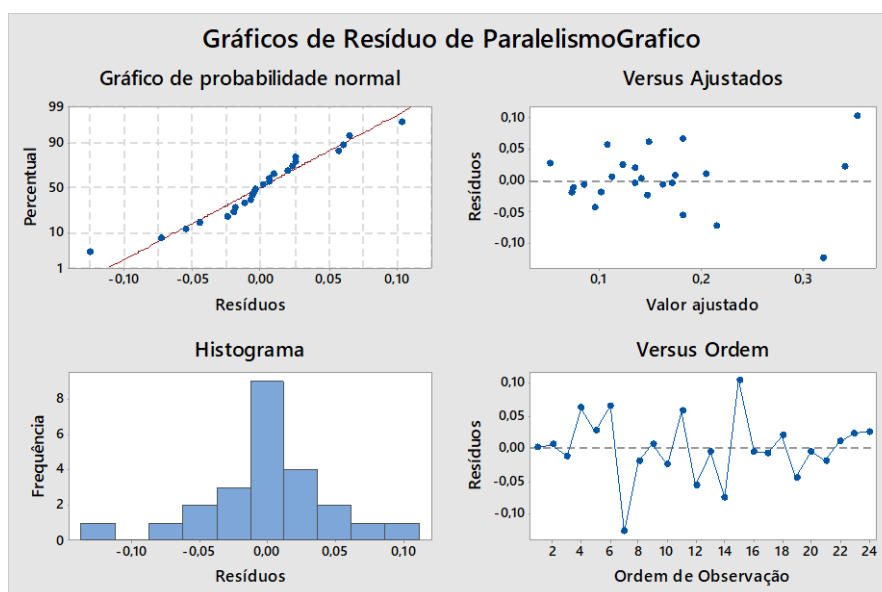 Gráficos de Resíduo de ParalelismoGrafico
Gráfico de probabilidade normal
99
90
50
10
1
Percentual
-0,10
-0,05
0,00
0,05
0,10
Resíduos
Versus Ajustados
0,10
0,05
0,00
-0,05
-0,10
Resíduos
0,1
0,2
0,3
Valor ajustado
Histograma
8
6
4
2
0
Frequência
-0,10
-0,05
0,00
0,05
0,10
Resíduos
Versus Ordem
0,10
0,05
0,00
-0,05
-0,10
Resíduos
2 4 6 8 10 12 14 16 18 20 22 24
Ordem de Observação